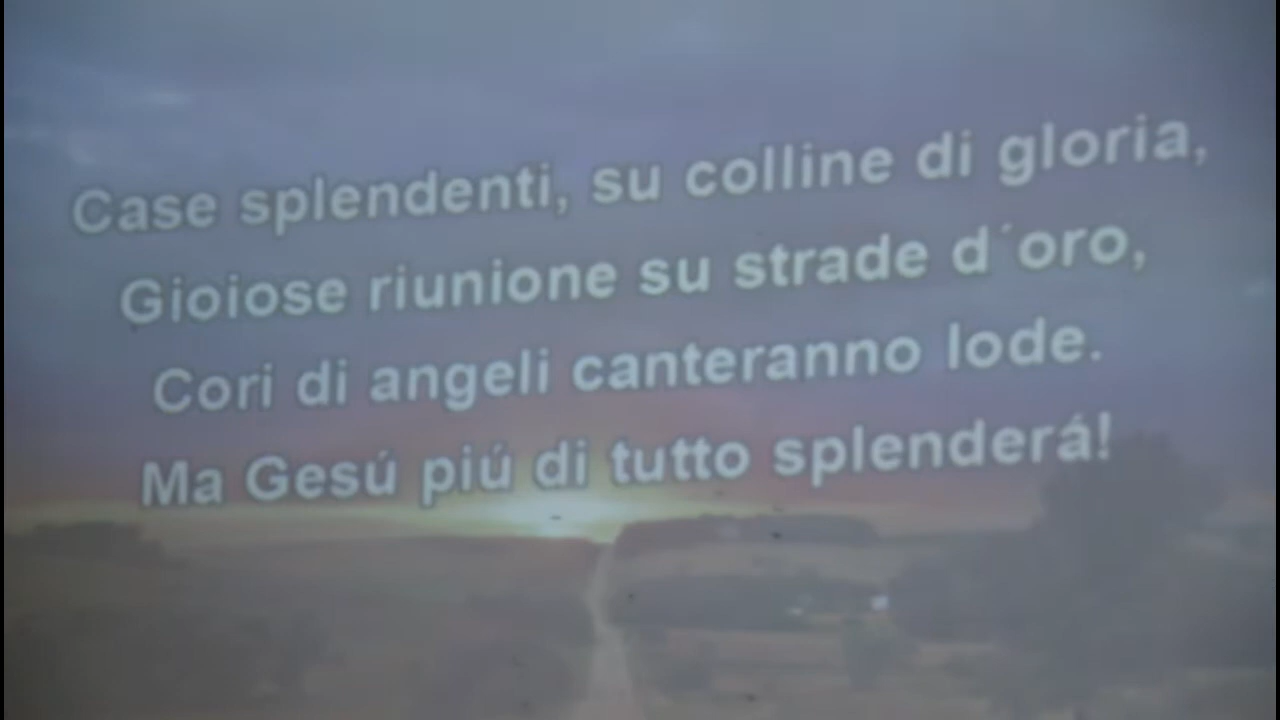 Case splendenti, su colline di gloria,
Gioiose riunione su strade d´oro,
Cori di angeli canteranno lode.
Ma Gesú piú di tutto splenderá!